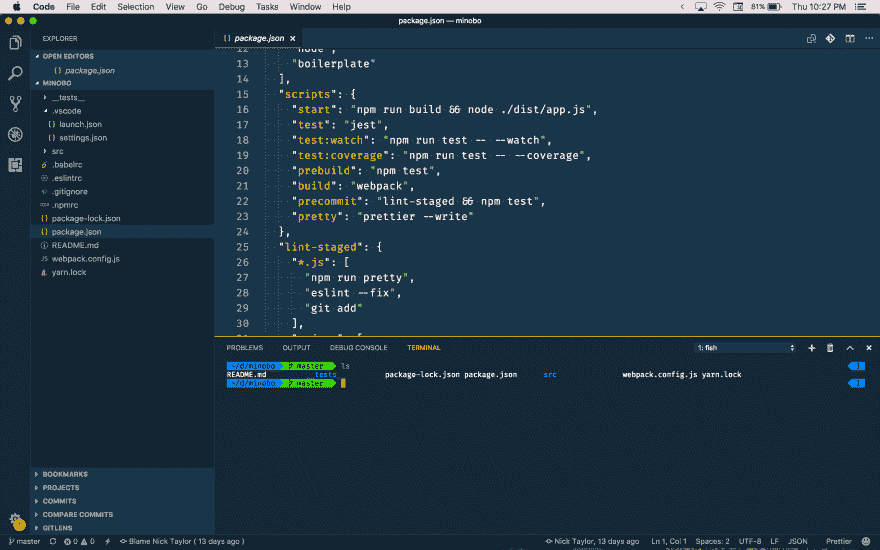 Code File Edit Selection View Go Debug Tasks Window Help 81% Thu 10:27 PM
package.json — minobo
EXPLORER
{} package.json ×
OPEN EDITORS
{} package.json
MINOBO
__tests__
.vscode
{} launch.json
{} settings.json
src
.babelrc
.eslintrc
.gitignore
.npmrc
{} package-lock.json
{} package.json
README.md
JS webpack.config.js
yarn.lock
BOOKMARKS
PROJECTS
COMMITS
COMPARE COMMITS
GITLENS
12 "node",
13 "boilerplate"
14 ],
15 "scripts": {
16 "start": "npm run build && node ./dist/app.js",
17 "test": "jest",
18 "test:watch": "npm run test -- --watch",
19 "test:coverage": "npm run test -- --coverage",
20 "prebuild": "npm test",
21 "build": "webpack",
22 "precommit": "lint-staged && npm test",
23 "pretty": "prettier --write"
24 },
25 "lint-staged": {
26 "*.js": [
27 "npm run pretty",
28 "eslint --fix",
29 "git add"
30 ],
PROBLEMS OUTPUT DEBUG CONSOLE TERMINAL 1: fish
~/d/minobo master ls
README.md __tests__ package-lock.json package.json src webpack.config.js yarn.lock
~/d/minobo master
master 0 0 Blame Nick Taylor ( 13 days ago ) Nick Taylor, 13 days ago Ln 1, Col 1 Spaces: 2 UTF-8 LF JSON Prettier